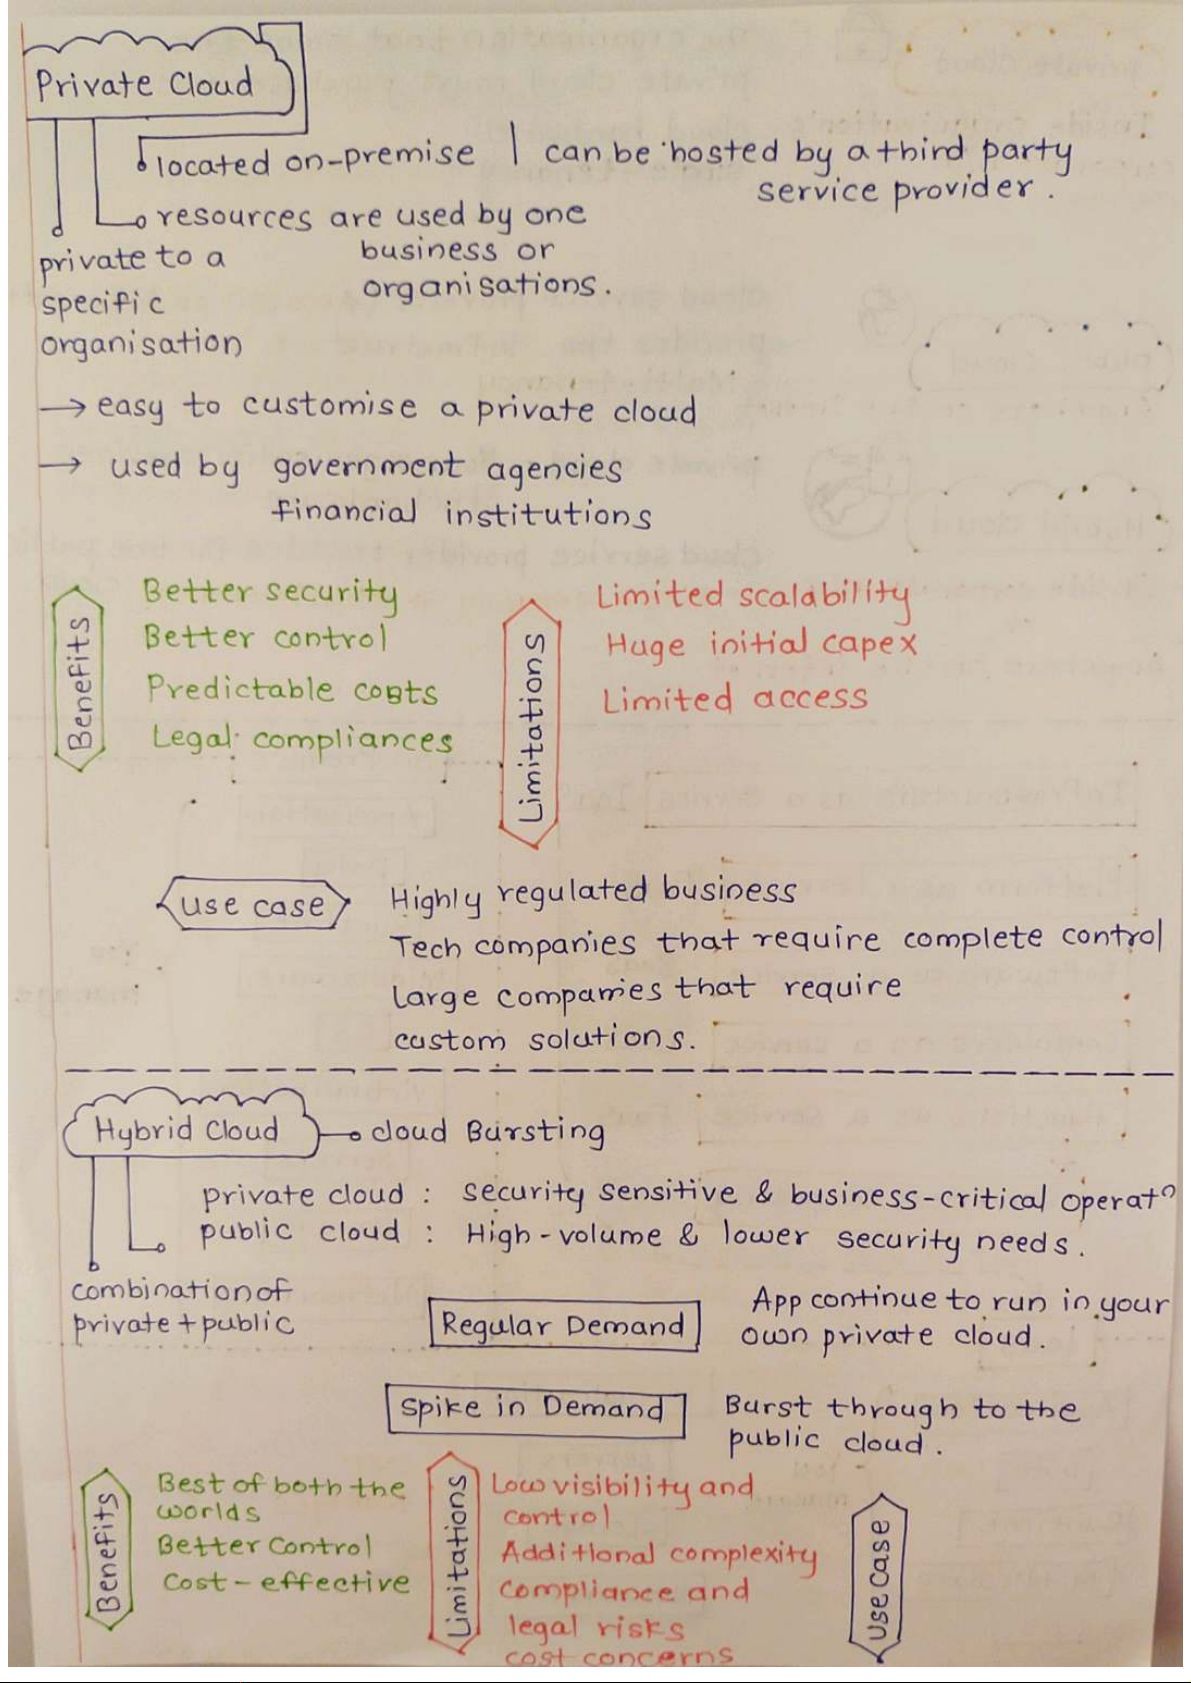 Private Cloud
located on-premise | can be hosted by a third party
service provider.
resources are used by one
business or
organisations.
private to a
specific
organisation
→ easy to customise a private cloud
→ used by government agencies
financial institutions
Benefits
Better security
Better control
Predictable costs
Legal compliances
Limitations
Limited scalability
Huge initial capex
Limited access
use case
Highly regulated business
Tech companies that require complete control
Large companies that require
custom solutions.
Hybrid Cloud
cloud Bursting
private cloud : security sensitive & business-critical operatⁿ
public cloud : High-volume & lower security needs.
combination of
private + public
Regular Demand
App continue to run in your
own private cloud.
Spike in Demand
Burst through to the
public cloud.
Benefits
Best of both the
worlds
Better Control
Cost-effective
Limitations
Low visibility and
control
Additional complexity
compliance and
legal risks
cost concerns
Use Case